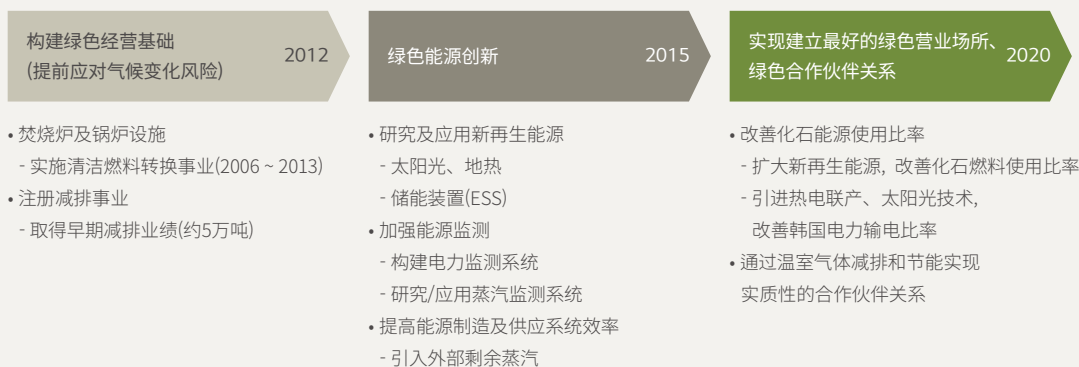 构建绿色经营基础
(提前应对气候变化风险)
2012
• 焚烧炉及锅炉设施
- 实施清洁燃料转换事业(2006 ~ 2013)
• 注册减排事业
- 取得早期减排业绩(约5万吨)
绿色能源创新
2015
• 研究及应用新再生能源
- 太阳光、地热
- 储能装置(ESS)
• 加强能源监测
- 构建电力监测系统
- 研究/应用蒸汽监测系统
• 提高能源制造及供应系统效率
- 引入外部剩余蒸汽
实现建立最好的绿色营业场所、
绿色合作伙伴关系
2020
• 改善化石能源使用比率
- 扩大新再生能源, 改善化石燃料使用比率
- 引进热电联产、太阳光技术,
改善韩国电力输电比率
• 通过温室气体减排和节能实现
实质性的合作伙伴关系